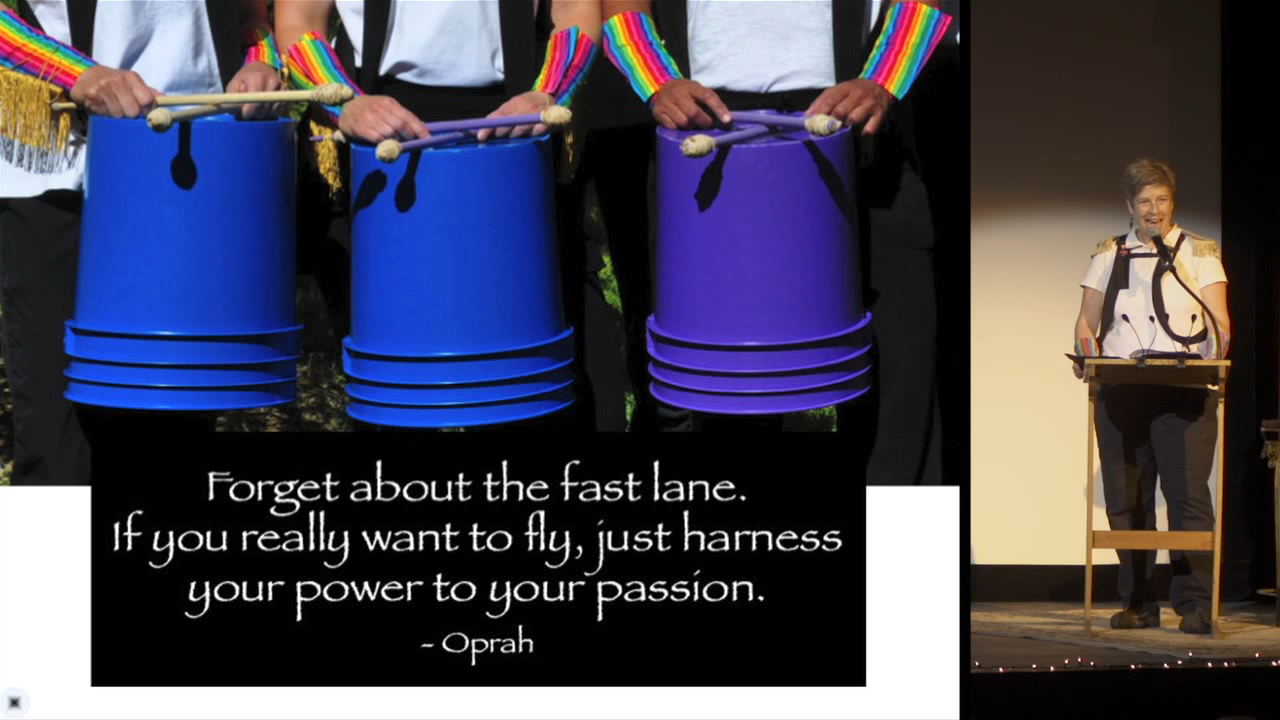 Forget about the fast lane.
If you really want to fly, just harness
your power to your passion.
- Oprah